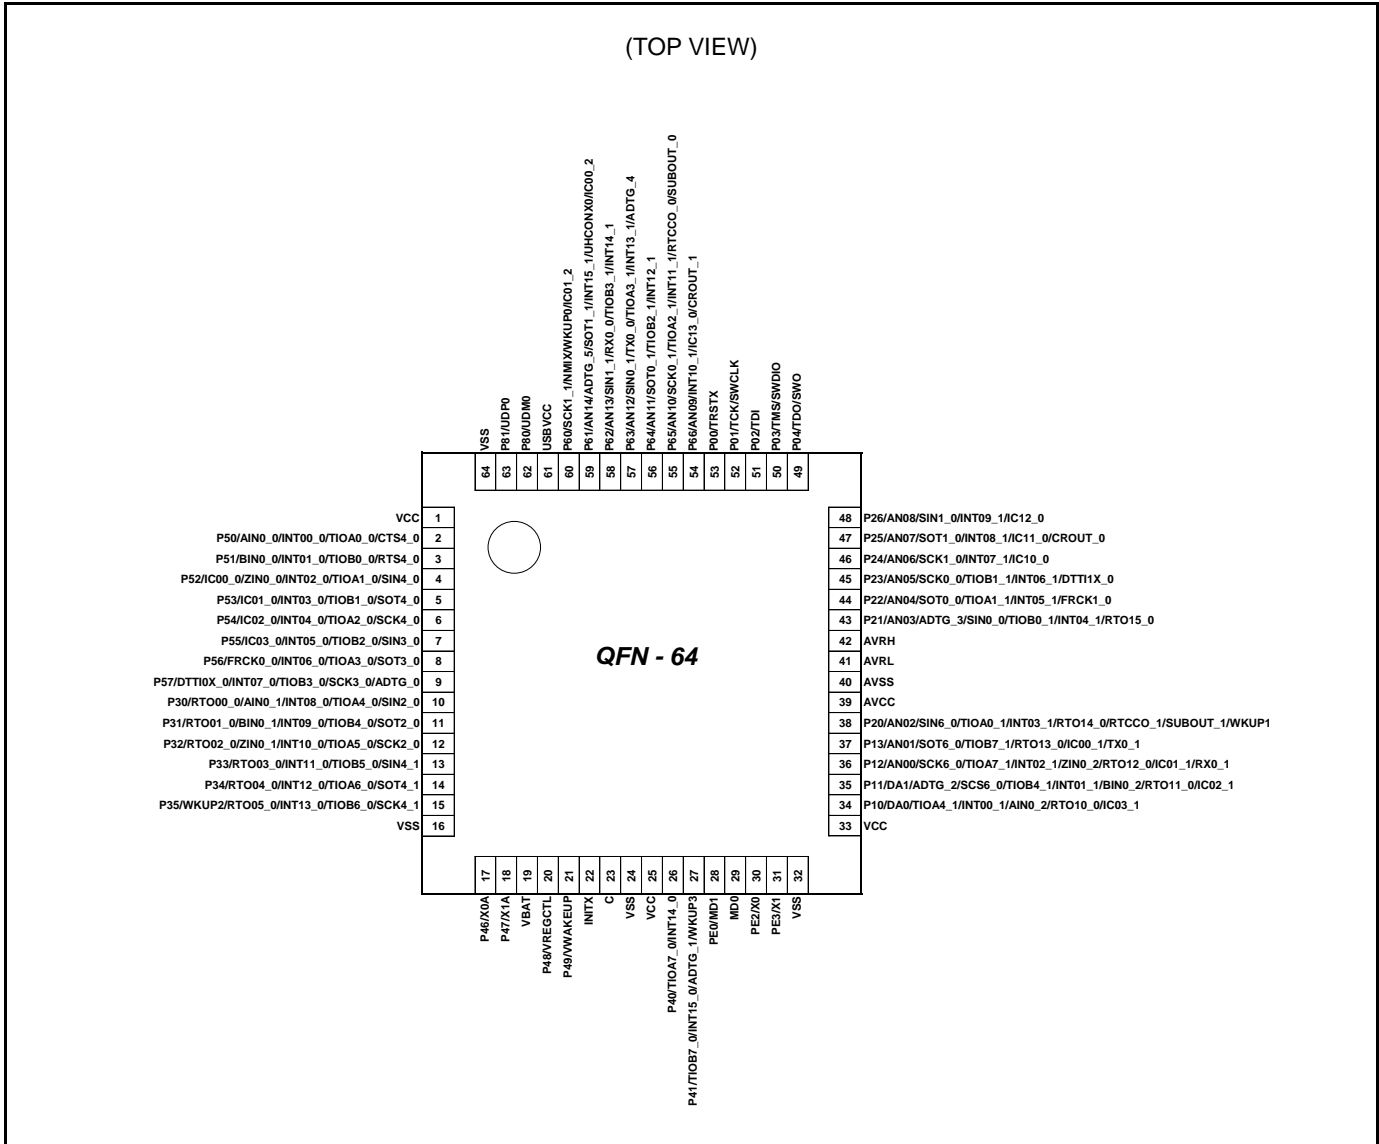 (TOP VIEW)
VSS
P81/UDP0
P80/UDM0
USBVCC
P60/SCK1_1/NMIX/WKUP0/IC01_2
P61/AN14/ADTG_5/SOT1_1/INT15_1/UHCONX0/IC00_2
P62/AN13/SIN1_1/RX0_0/TIOB3_1/INT14_1
P63/AN12/SIN0_1/TX0_0/TIOA3_1/INT13_1/ADTG_4
P64/AN11/SOT0_1/TIOB2_1/INT12_1
P65/AN10/SCK0_1/TIOA2_1/INT11_1/RTCCO_0/SUBOUT_0
P66/AN09/INT10_1/IC13_0/CROUT_1
P00/TRSTX
P01/TCK/SWCLK
P02/TDI
P03/TMS/SWDIO
P04/TDO/SWO
64 63 62 61 60 59 58 57 56 55 54 53 52 51 50 49
VCC 1
P50/AIN0_0/INT00_0/TIOA0_0/CTS4_0 2
P51/BIN0_0/INT01_0/TIOB0_0/RTS4_0 3
P52/IC00_0/ZIN0_0/INT02_0/TIOA1_0/SIN4_0 4
P53/IC01_0/INT03_0/TIOB1_0/SOT4_0 5
P54/IC02_0/INT04_0/TIOA2_0/SCK4_0 6
P55/IC03_0/INT05_0/TIOB2_0/SIN3_0 7
P56/FRCK0_0/INT06_0/TIOA3_0/SOT3_0 8
P57/DTTI0X_0/INT07_0/TIOB3_0/SCK3_0/ADTG_0 9
P30/RTO00_0/AIN0_1/INT08_0/TIOA4_0/SIN2_0 10
P31/RTO01_0/BIN0_1/INT09_0/TIOB4_0/SOT2_0 11
P32/RTO02_0/ZIN0_1/INT10_0/TIOA5_0/SCK2_0 12
P33/RTO03_0/INT11_0/TIOB5_0/SIN4_1 13
P34/RTO04_0/INT12_0/TIOA6_0/SOT4_1 14
P35/WKUP2/RTO05_0/INT13_0/TIOB6_0/SCK4_1 15
VSS 16
QFN - 64
48 P26/AN08/SIN1_0/INT09_1/IC12_0
47 P25/AN07/SOT1_0/INT08_1/IC11_0/CROUT_0
46 P24/AN06/SCK1_0/INT07_1/IC10_0
45 P23/AN05/SCK0_0/TIOB1_1/INT06_1/DTTI1X_0
44 P22/AN04/SOT0_0/TIOA1_1/INT05_1/FRCK1_0
43 P21/AN03/ADTG_3/SIN0_0/TIOB0_1/INT04_1/RTO15_0
42 AVRH
41 AVRL
40 AVSS
39 AVCC
38 P20/AN02/SIN6_0/TIOA0_1/INT03_1/RTO14_0/RTCCO_1/SUBOUT_1/WKUP1
37 P13/AN01/SOT6_0/TIOB7_1/RTO13_0/IC00_1/TX0_1
36 P12/AN00/SCK6_0/TIOA7_1/INT02_1/ZIN0_2/RTO12_0/IC01_1/RX0_1
35 P11/DA1/ADTG_2/SCS6_0/TIOB4_1/INT01_1/BIN0_2/RTO11_0/IC02_1
34 P10/DA0/TIOA4_1/INT00_1/AIN0_2/RTO10_0/IC03_1
33 VCC
17 18 19 20 21 22 23 24 25 26 27 28 29 30 31 32
P46/X0A
P47/X1A
VBAT
P48/VREGCTL
P49/VWAKEUP
INITX
C
VSS
VCC
P40/TIOA7_0/INT14_0
P41/TIOB7_0/INT15_0/ADTG_1/WKUP3
PE0/MD1
MD0
PE2/X0
PE3/X1
VSS